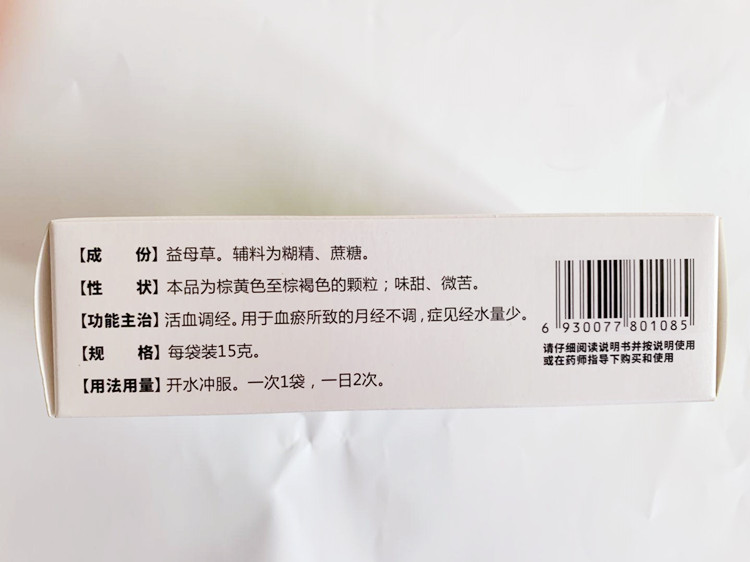 【成　　份】益母草。辅料为糊精、蔗糖。
【性　　状】本品为棕黄色至棕褐色的颗粒；味甜、微苦。
【功能主治】活血调经。用于血瘀所致的月经不调，症见经水量少。
【规　　格】每袋装15克。
【用法用量】开水冲服。一次1袋，一日2次。
6 930077 801085
请仔细阅读说明书并按说明使用
或在药师指导下购买和使用